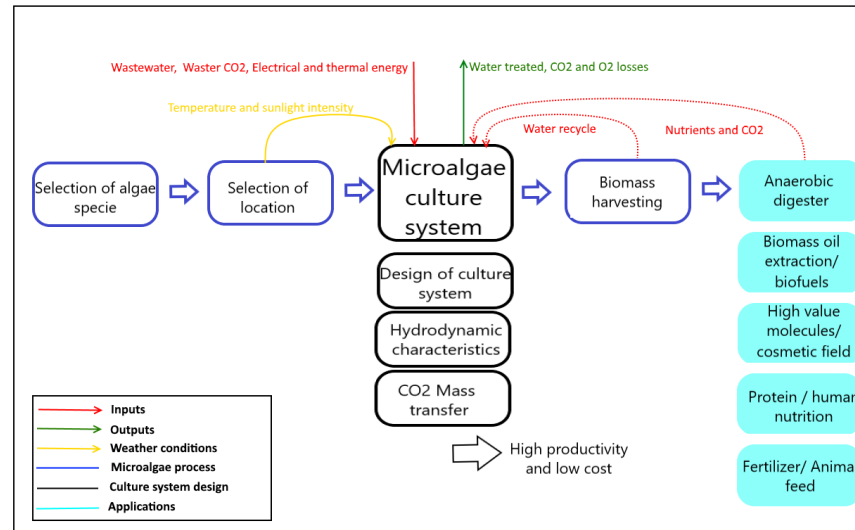 Wastewater, Waster CO2, Electrical and thermal energy
Water treated, CO2 and O2 losses
Temperature and sunlight intensity
Water recycle
Nutrients and CO2
Selection of algae
specie
Selection of
location
Microalgae
culture
system
Biomass
harvesting
Anaerobic
digester
Design of culture
system
Hydrodynamic
characteristics
CO2 Mass
transfer
High productivity
and low cost
Biomass oil
extraction/
biofuels
High value
molecules/
cosmetic field
Protein / human
nutrition
Fertilizer/ Animal
feed
Inputs
Outputs
Weather conditions
Microalgae process
Culture system design
Applications